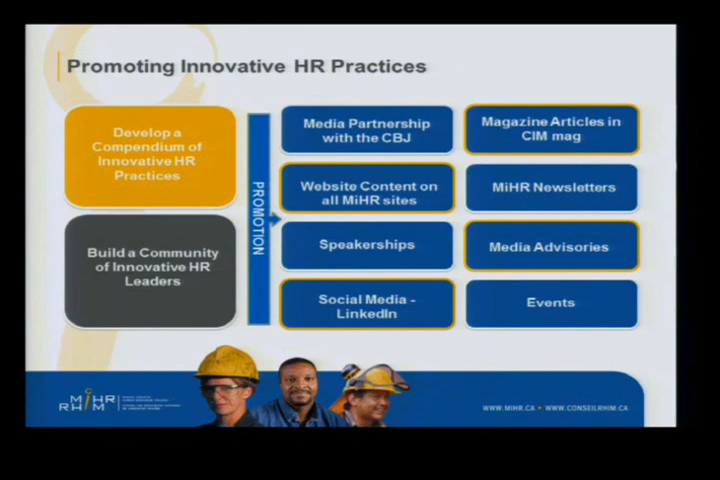 Promoting Innovative HR Practices
Develop a
Compendium of
Innovative HR
Practices
Build a Community
of Innovative HR
Leaders
PROMOTION
Media Partnership
with the CBJ
Magazine Articles in
CIM mag
Website Content on
all MiHR sites
MiHR Newsletters
Speakerships
Media Advisories
Social Media -
LinkedIn
Events
MiHR
RHiM
WWW.MIHR.CA • WWW.CONSEILRHIM.CA